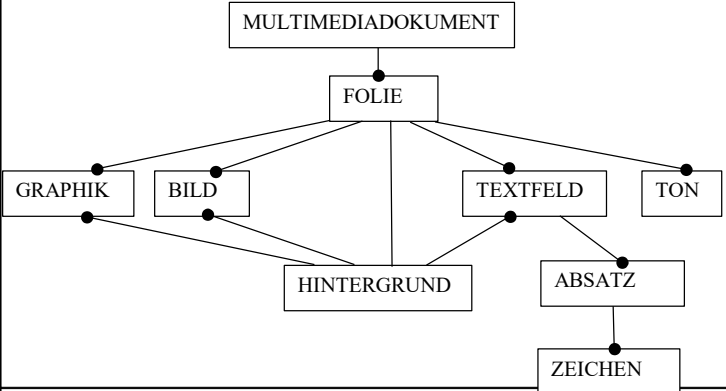 MULTIMEDIADOKUMENT
FOLIE
GRAPHIK
BILD
TEXTFELD
TON
HINTERGRUND
ABSATZ
ZEICHEN